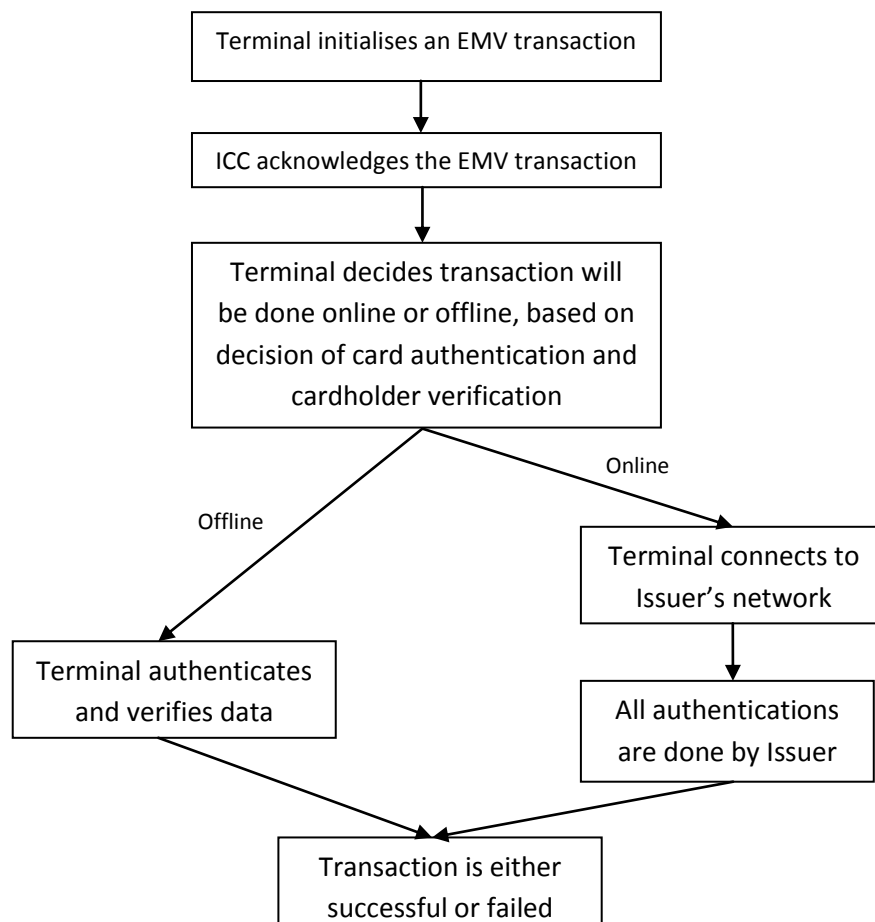 Terminal initialises an EMV transaction
ICC acknowledges the EMV transaction
Terminal decides transaction will
be done online or offline, based on
decision of card authentication and
cardholder verification
Online
Offline
Terminal connects to
Issuer’s network
Terminal authenticates
and verifies data
All authentications
are done by Issuer
Transaction is either
successful or failed